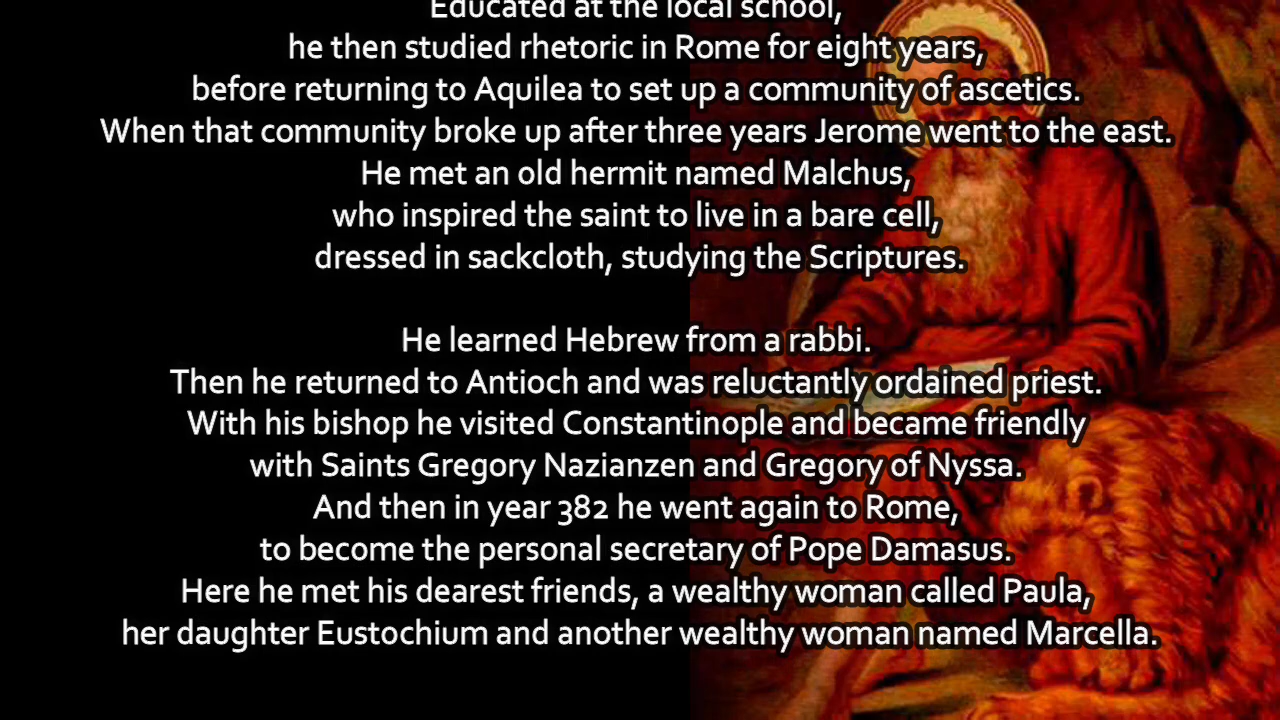 Educated at the local school,
he then studied rhetoric in Rome for eight years,
before returning to Aquilea to set up a community of ascetics.
When that community broke up after three years Jerome went to the east.
He met an old hermit named Malchus,
who inspired the saint to live in a bare cell,
dressed in sackcloth, studying the Scriptures.
He learned Hebrew from a rabbi.
Then he returned to Antioch and was reluctantly ordained priest.
With his bishop he visited Constantinople and became friendly
with Saints Gregory Nazianzen and Gregory of Nyssa.
And then in year 382 he went again to Rome,
to become the personal secretary of Pope Damasus.
Here he met his dearest friends, a wealthy woman called Paula,
her daughter Eustochium and another wealthy woman named Marcella.